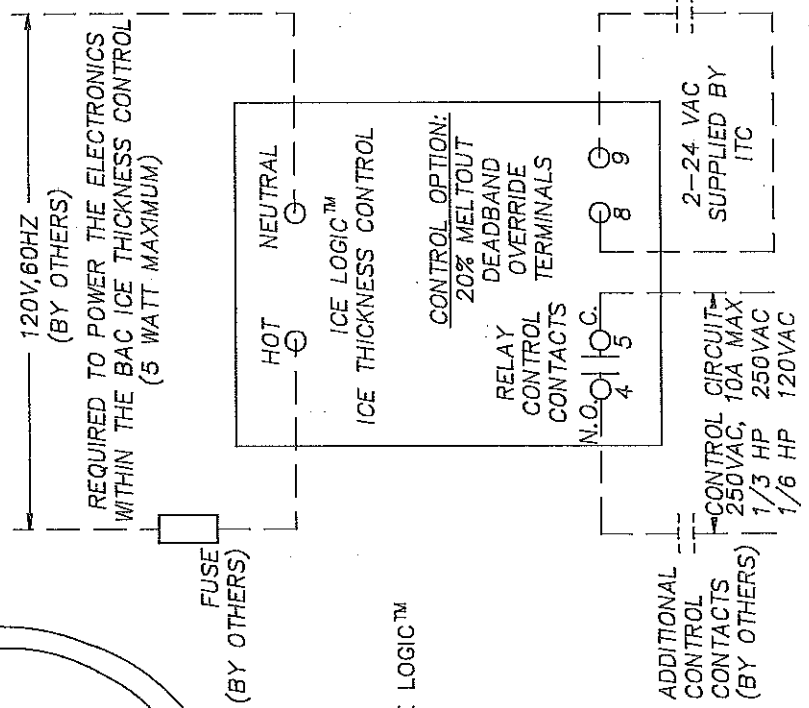 120V,60HZ
(BY OTHERS)
REQUIRED TO POWER THE ELECTRONICS
WITHIN THE BAC ICE THICKNESS CONTROL
(5 WATT MAXIMUM)
FUSE
(BY OTHERS)
HOT
NEUTRAL
ICE LOGIC™
ICE THICKNESS CONTROL
CONTROL OPTION:
20% MELTOUT
DEADBAND
OVERRIDE
TERMINALS
RELAY
CONTROL
CONTACTS
N.O.
C.
4
5
8
9
LOGIC™
ADDITIONAL
CONTROL
CONTACTS
(BY OTHERS)
CONTROL CIRCUIT
250VAC, 10A MAX
1/3 HP 250VAC
1/6 HP 120VAC
2-24 VAC
SUPPLIED BY
ITC